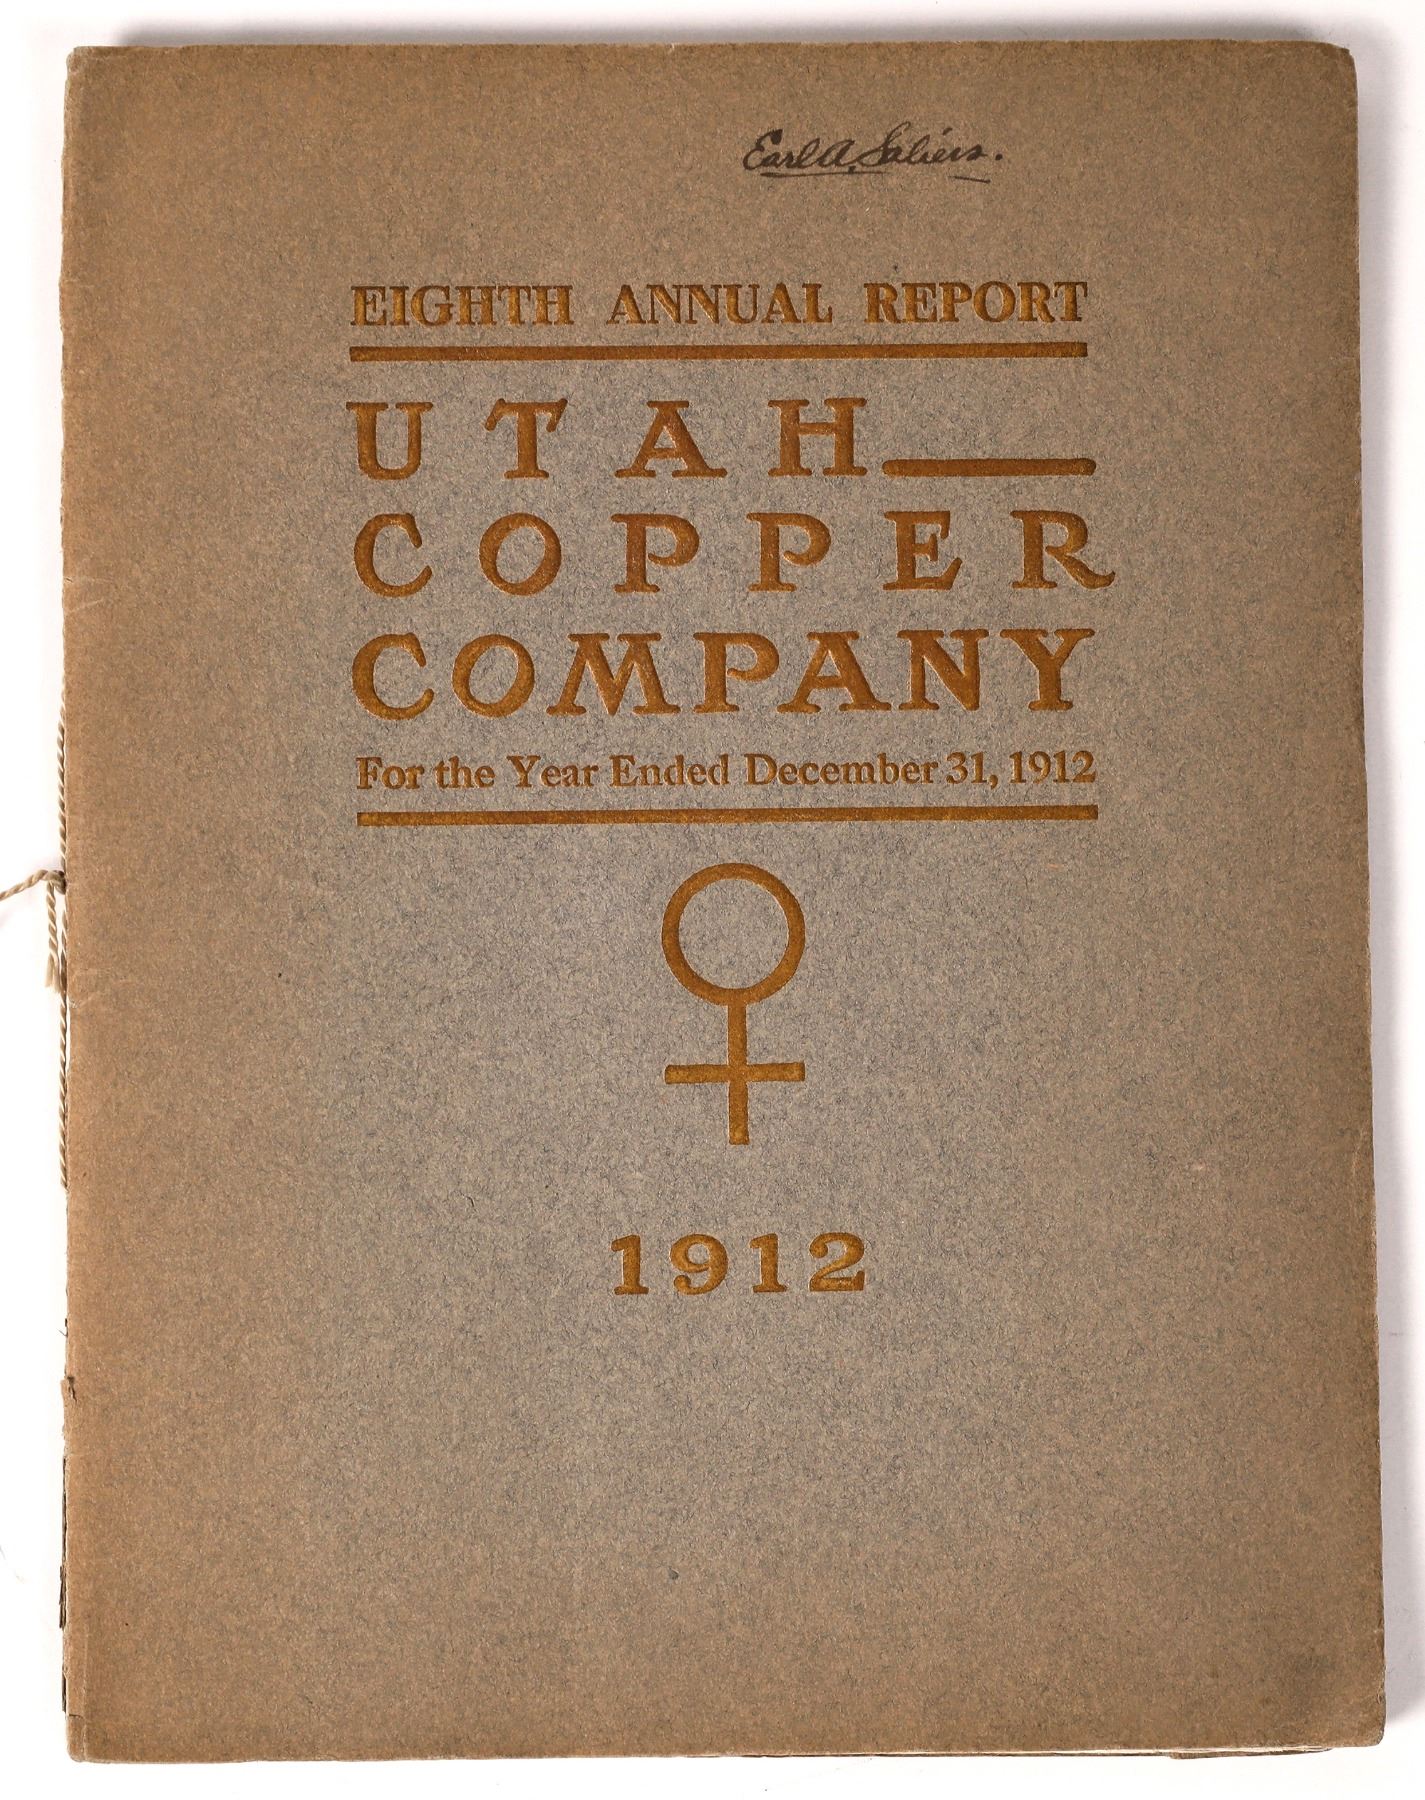 Earl A. Saliers.
EIGHTH ANNUAL REPORT
UTAH
COPPER
COMPANY
For the Year Ended December 31, 1912
1912